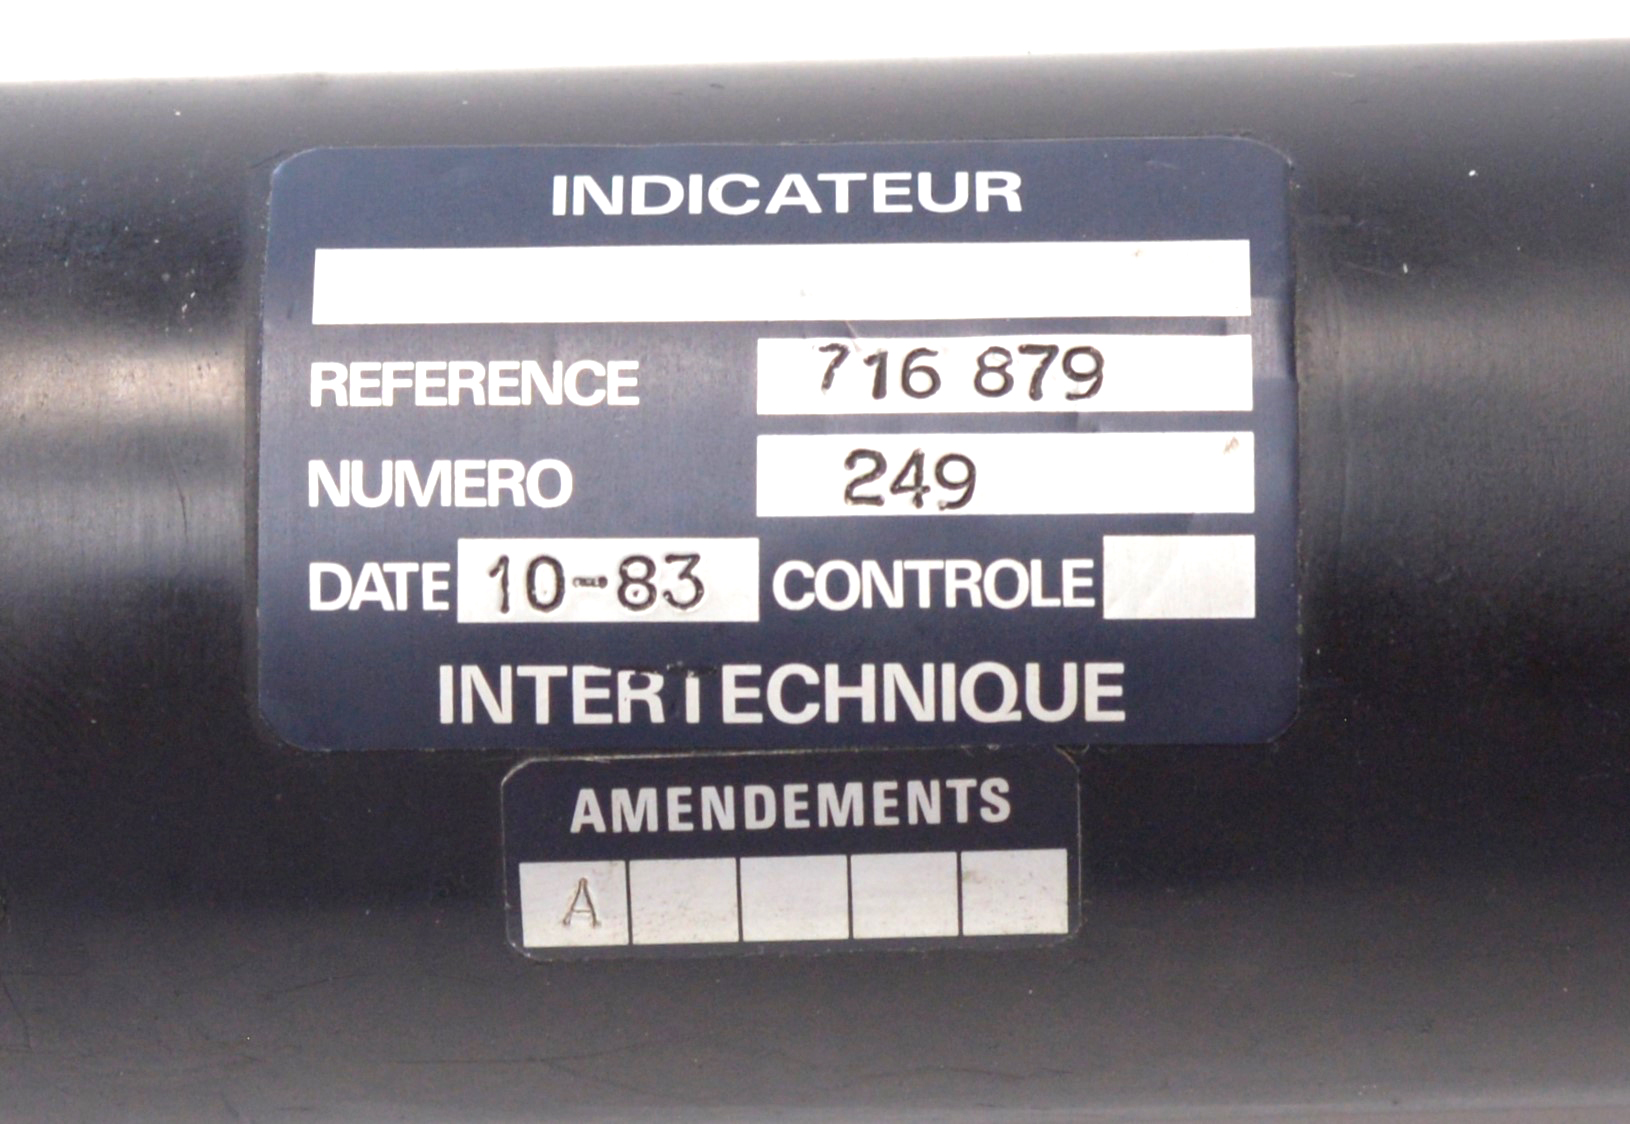 INDICATEUR
REFERENCE 716 879
NUMERO 249
DATE 10-83 CONTROLE
INTERTECHNIQUE
AMENDEMENTS
A